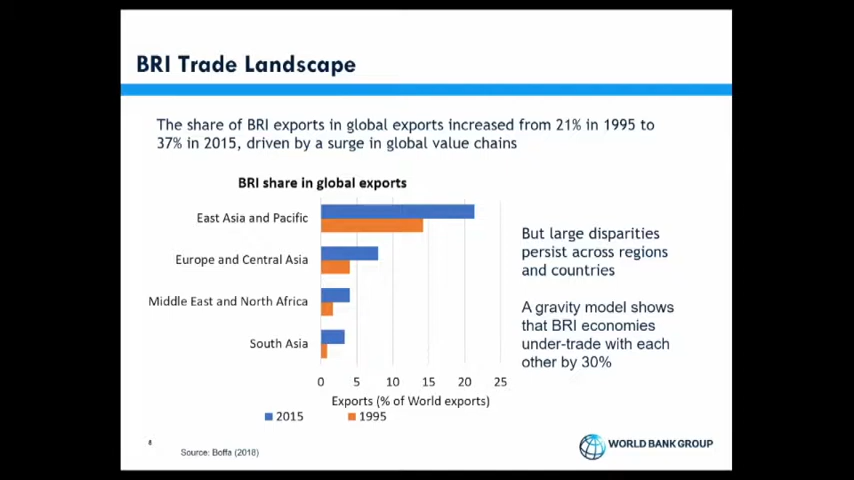 BRI Trade Landscape
The share of BRI exports in global exports increased from 21% in 1995 to
37% in 2015, driven by a surge in global value chains
BRI share in global exports
East Asia and Pacific
Europe and Central Asia
Middle East and North Africa
South Asia
0 5 10 15 20 25
Exports (% of World exports)
2015 1995
But large disparities
persist across regions
and countries
A gravity model shows
that BRI economies
under-trade with each
other by 30%
Source: Boffa (2018)
WORLD BANK GROUP